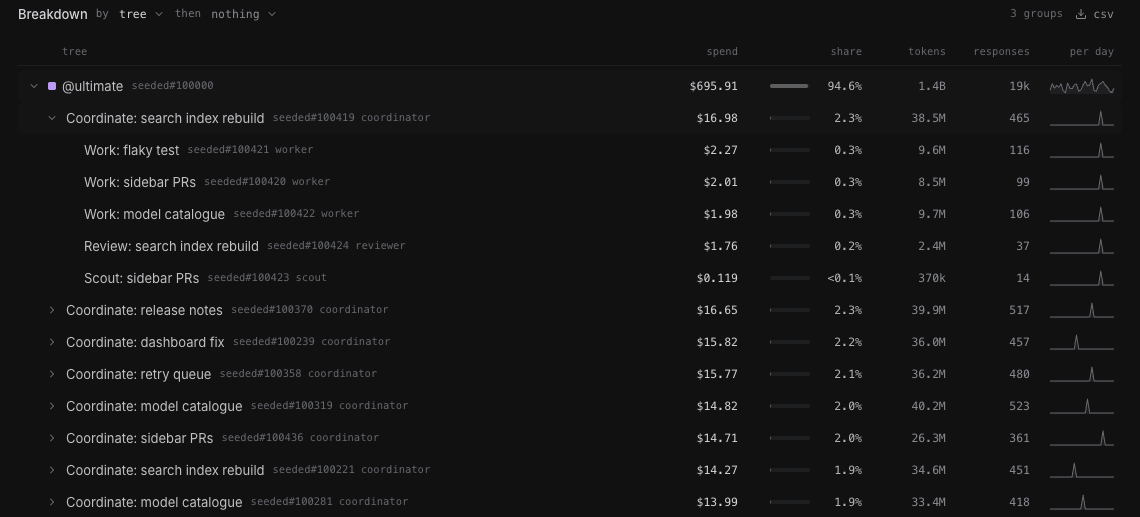 Breakdown by tree then nothing 3 groups csv
tree spend share tokens responses per day
@ultimate seeded#100000 $695.91 94.6% 1.4B 19k
Coordinate: search index rebuild seeded#100419 coordinator $16.98 2.3% 38.5M 465
Work: flaky test seeded#100421 worker $2.27 0.3% 9.6M 116
Work: sidebar PRs seeded#100420 worker $2.01 0.3% 8.5M 99
Work: model catalogue seeded#100422 worker $1.98 0.3% 9.7M 106
Review: search index rebuild seeded#100424 reviewer $1.76 0.2% 2.4M 37
Scout: sidebar PRs seeded#100423 scout $0.119 <0.1% 370k 14
Coordinate: release notes seeded#100370 coordinator $16.65 2.3% 39.9M 517
Coordinate: dashboard fix seeded#100239 coordinator $15.82 2.2% 36.0M 457
Coordinate: retry queue seeded#100358 coordinator $15.77 2.1% 36.2M 480
Coordinate: model catalogue seeded#100319 coordinator $14.82 2.0% 40.2M 523
Coordinate: sidebar PRs seeded#100436 coordinator $14.71 2.0% 26.3M 361
Coordinate: search index rebuild seeded#100221 coordinator $14.27 1.9% 34.6M 451
Coordinate: model catalogue seeded#100281 coordinator $13.99 1.9% 33.4M 418